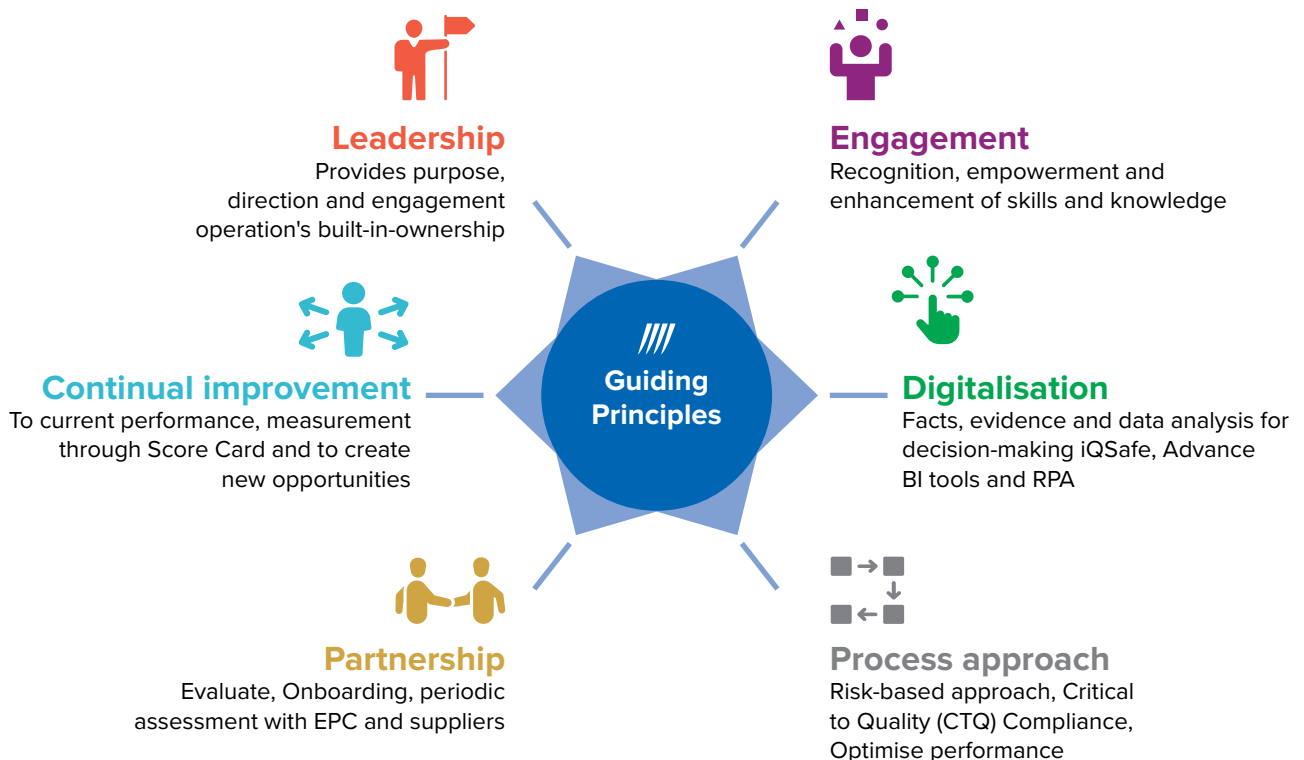 Leadership
Provides purpose,
direction and engagement
operation's built-in-ownership
Engagement
Recognition, empowerment and
enhancement of skills and knowledge
Continual improvement
To current performance, measurement
through Score Card and to create
new opportunities
Guiding
Principles
Digitalisation
Facts, evidence and data analysis for
decision-making iQSafe, Advance
BI tools and RPA
Partnership
Evaluate, Onboarding, periodic
assessment with EPC and suppliers
Process approach
Risk-based approach, Critical
to Quality (CTQ) Compliance,
Optimise performance